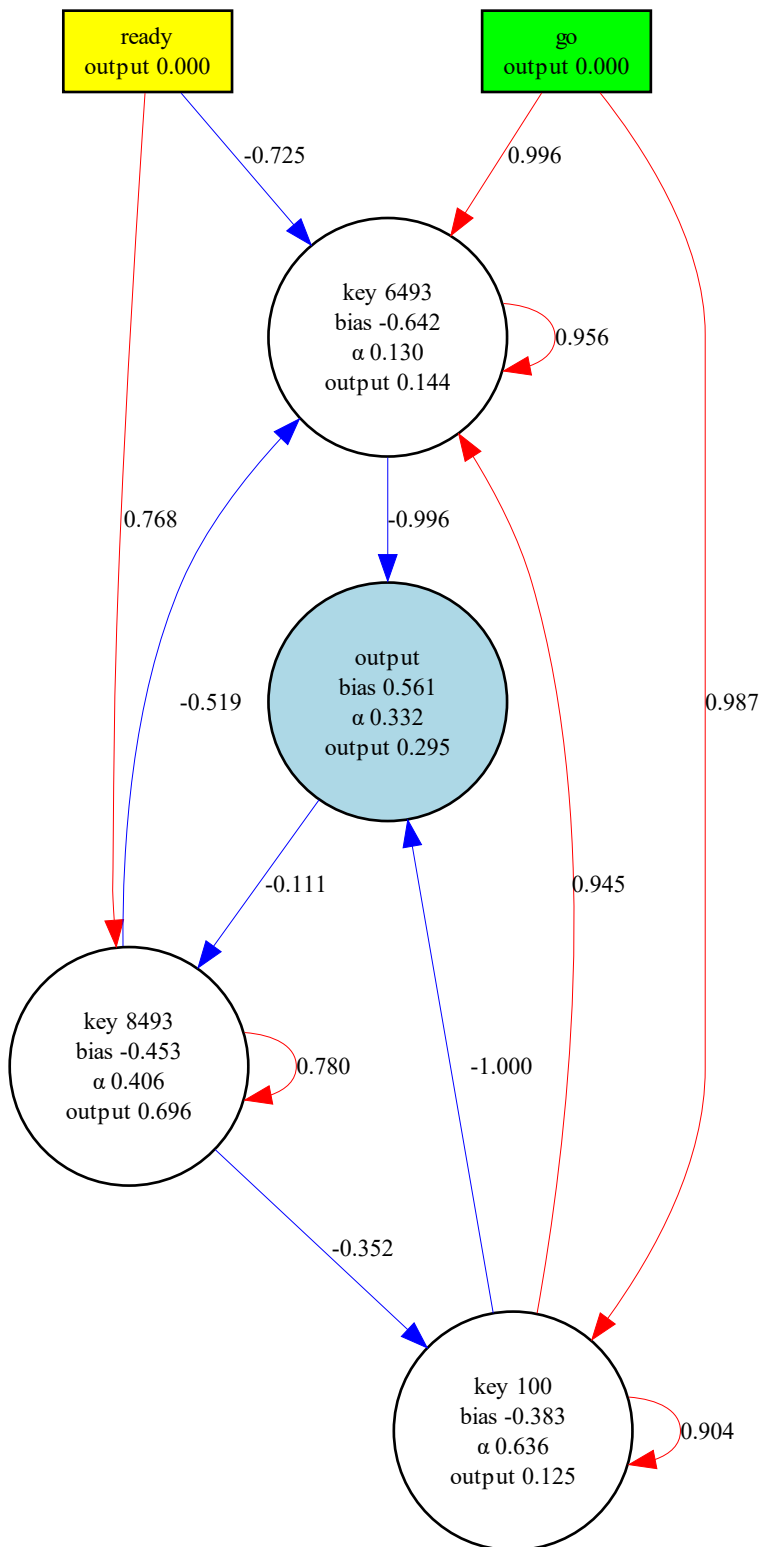 ready
output 0.000
go
output 0.000
-0.725
0.996
key 6493
bias -0.642
α 0.130
output 0.144
0.956
0.768
-0.996
-0.519
output
bias 0.561
α 0.332
output 0.295
0.987
-0.111
0.945
key 8493
bias -0.453
α 0.406
output 0.696
0.780
-1.000
-0.352
key 100
bias -0.383
α 0.636
output 0.125
0.904